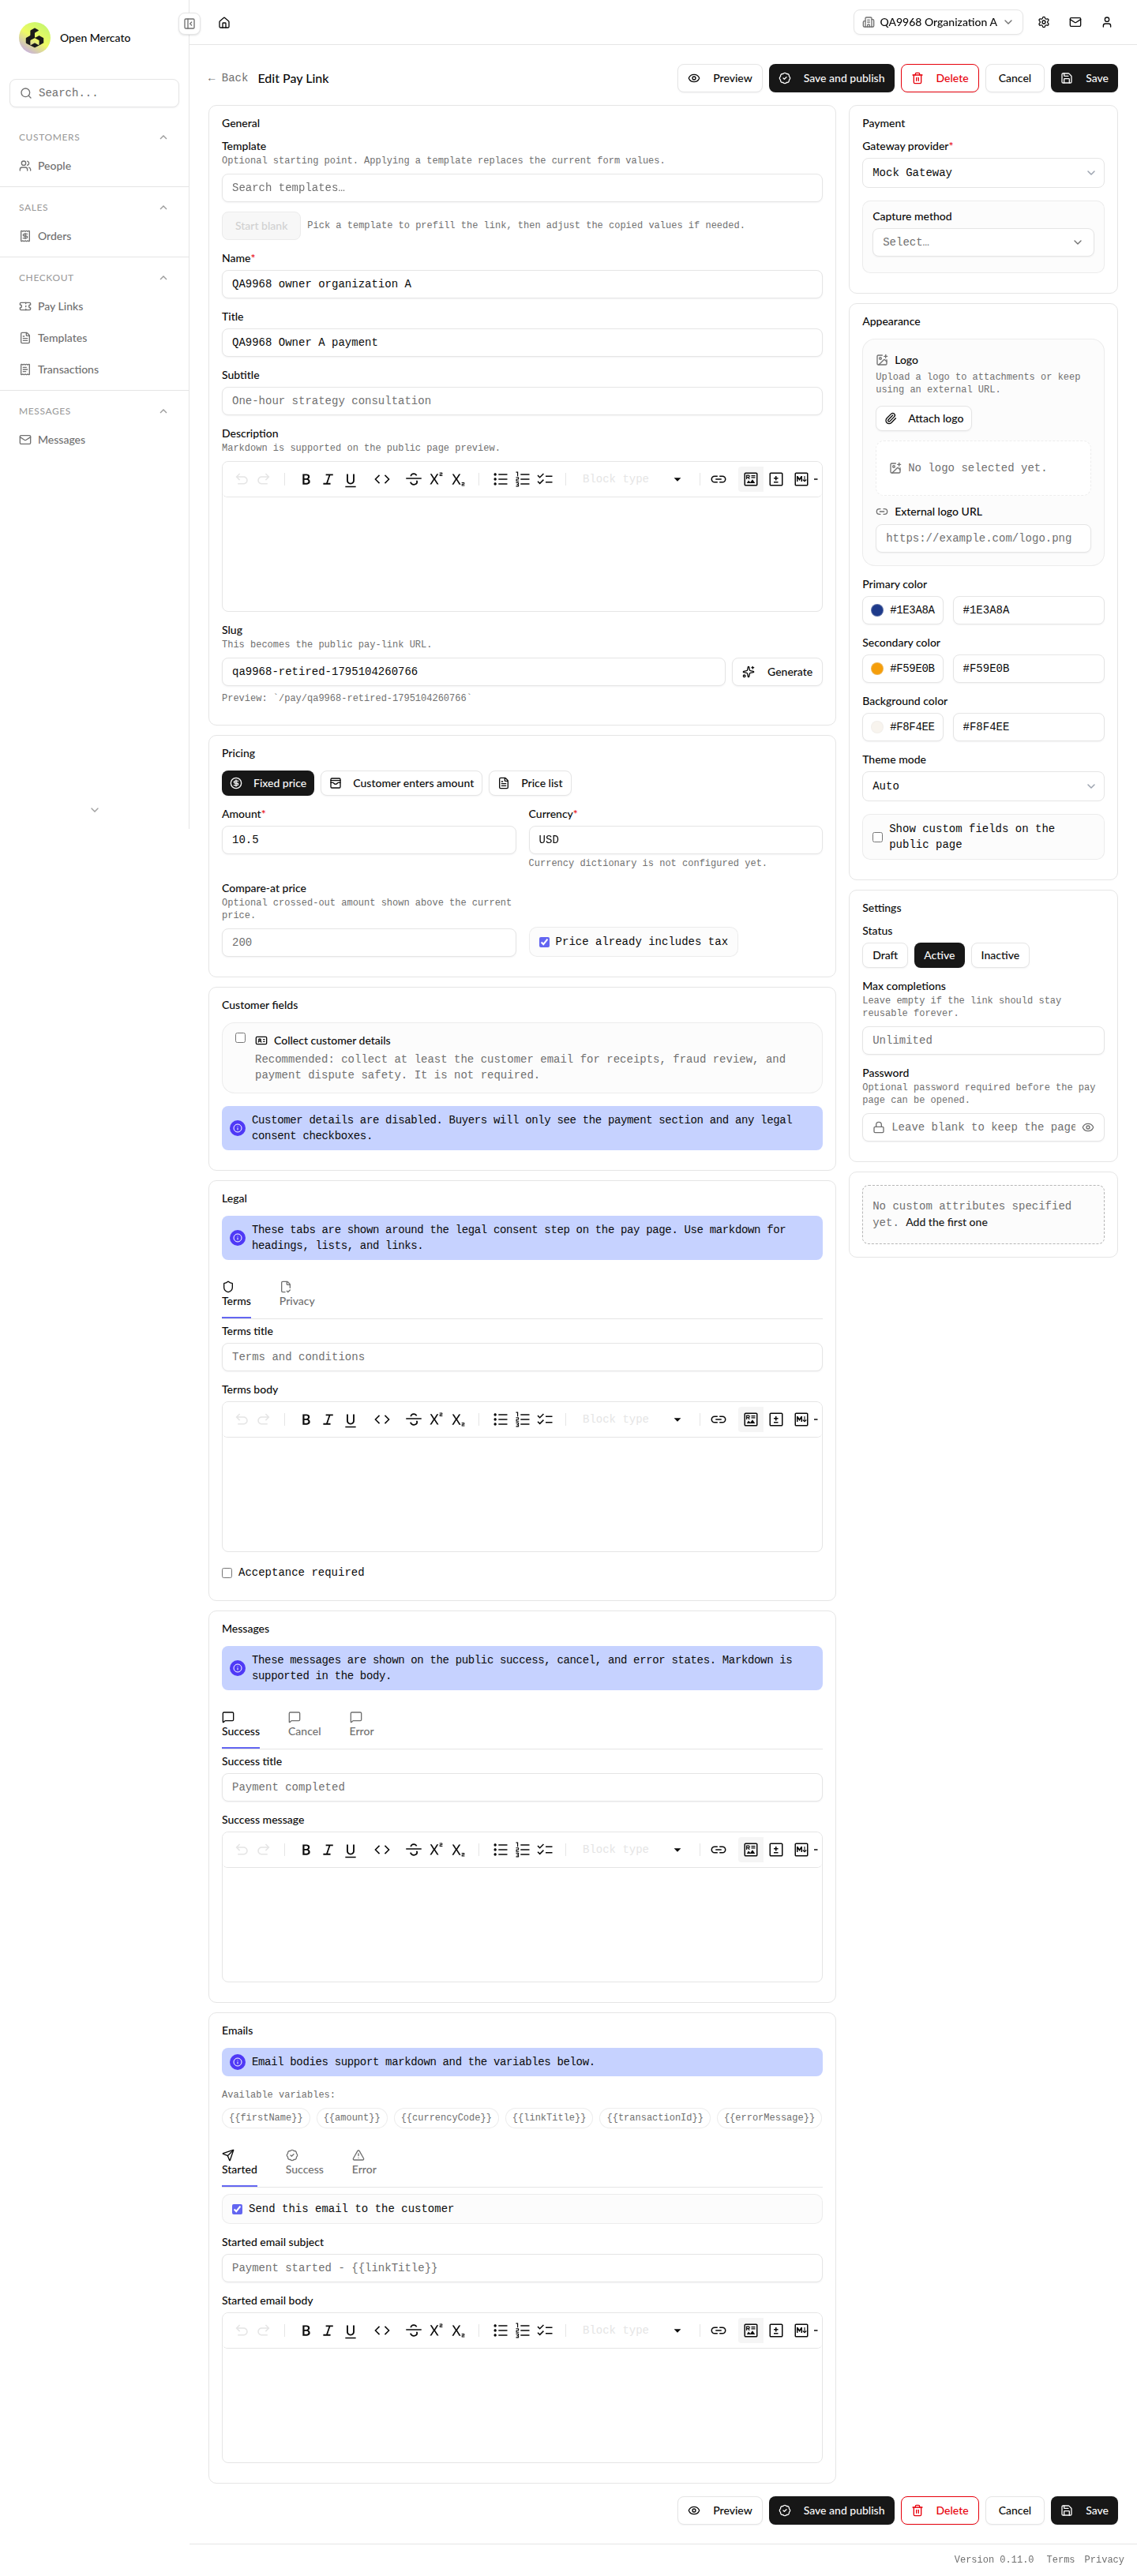 Open Mercato
QA9968 Organization A
Search...
CUSTOMERS
People
SALES
Orders
CHECKOUT
Pay Links
Templates
Transactions
MESSAGES
Messages
← Back Edit Pay Link
Preview Save and publish Delete Cancel Save
General
Template
Optional starting point. Applying a template replaces the current form values.
Search templates…
Start blank Pick a template to prefill the link, then adjust the copied values if needed.
Name*
QA9968 owner organization A
Title
QA9968 Owner A payment
Subtitle
One-hour strategy consultation
Description
Markdown is supported on the public page preview.
Block type
Slug
This becomes the public pay-link URL.
qa9968-retired-1795104260766 Generate
Preview: `/pay/qa9968-retired-1795104260766`
Pricing
Fixed price Customer enters amount Price list
Amount* Currency*
10.5 USD
Currency dictionary is not configured yet.
Compare-at price
Optional crossed-out amount shown above the current
price.
200 Price already includes tax
Customer fields
Collect customer details
Recommended: collect at least the customer email for receipts, fraud review, and
payment dispute safety. It is not required.
Customer details are disabled. Buyers will only see the payment section and any legal
consent checkboxes.
Legal
These tabs are shown around the legal consent step on the pay page. Use markdown for
headings, lists, and links.
Terms Privacy
Terms title
Terms and conditions
Terms body
Block type
Acceptance required
Messages
These messages are shown on the public success, cancel, and error states. Markdown is
supported in the body.
Success Cancel Error
Success title
Payment completed
Success message
Block type
Emails
Email bodies support markdown and the variables below.
Available variables:
{{firstName}} {{amount}} {{currencyCode}} {{linkTitle}} {{transactionId}} {{errorMessage}}
Started Success Error
Send this email to the customer
Started email subject
Payment started - {{linkTitle}}
Started email body
Block type
Payment
Gateway provider*
Mock Gateway
Capture method
Select…
Appearance
Logo
Upload a logo to attachments or keep
using an external URL.
Attach logo
No logo selected yet.
External logo URL
https://example.com/logo.png
Primary color
#1E3A8A #1E3A8A
Secondary color
#F59E0B #F59E0B
Background color
#F8F4EE #F8F4EE
Theme mode
Auto
Show custom fields on the
public page
Settings
Status
Draft Active Inactive
Max completions
Leave empty if the link should stay
reusable forever.
Unlimited
Password
Optional password required before the pay
page can be opened.
Leave blank to keep the page
No custom attributes specified
yet. Add the first one
Preview Save and publish Delete Cancel Save
Version 0.11.0 Terms Privacy